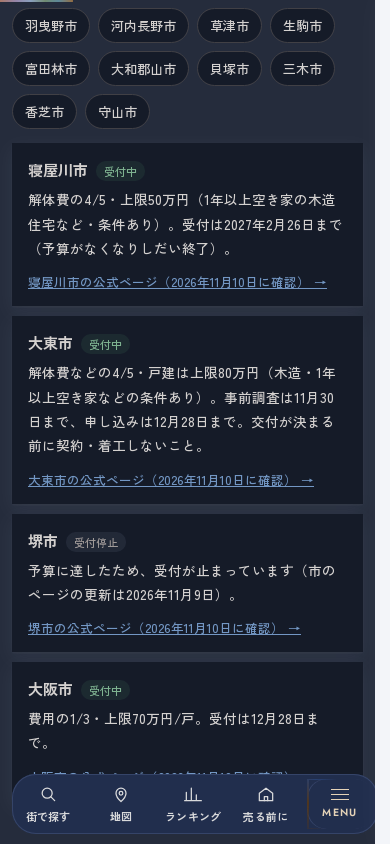 羽曳野市 河内長野市 草津市 生駒市
富田林市 大和郡山市 貝塚市 三木市
香芝市 守山市
寝屋川市 受付中
解体費の4/5・上限50万円（1年以上空き家の木造
住宅など・条件あり）。受付は2027年2月26日まで
（予算がなくなりしだい終了）。
寝屋川市の公式ページ（2026年11月10日に確認） →
大東市 受付中
解体費などの4/5・戸建は上限80万円（木造・1年
以上空き家などの条件あり）。事前調査は11月30
日まで、申し込みは12月28日まで。交付が決まる
前に契約・着工しないこと。
大東市の公式ページ（2026年11月10日に確認） →
堺市 受付停止
予算に達したため、受付が止まっています（市の
ページの更新は2026年11月9日）。
堺市の公式ページ（2026年11月10日に確認） →
大阪市 受付中
費用の1/3・上限70万円/戸。受付は12月28日ま
で。
街で探す 地図 ランキング 売る前に MENU